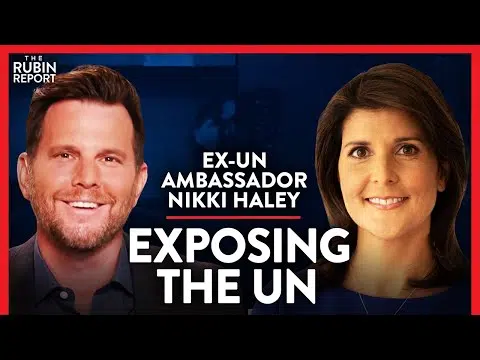 THE
RUBIN
REPORT
EX-UN
AMBASSADOR
NIKKI HALEY
EXPOSING
THE UN